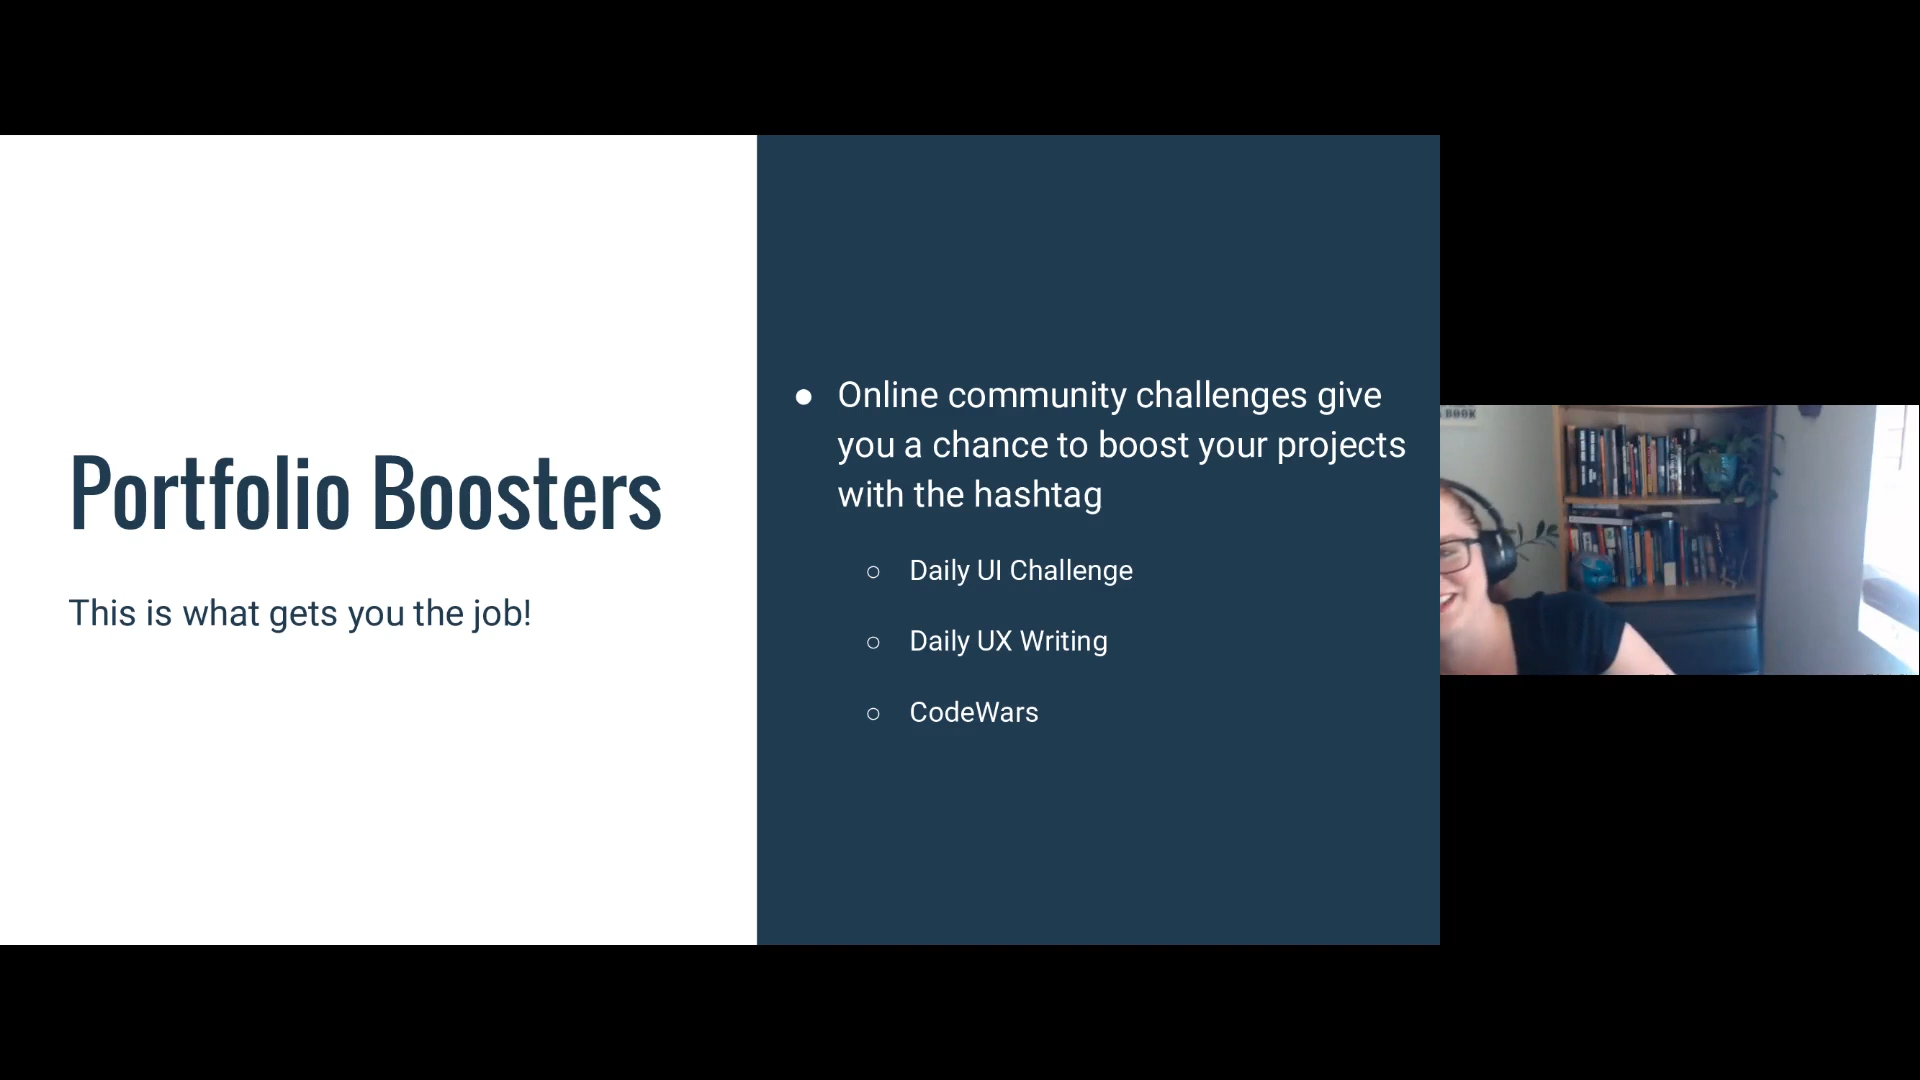 Portfolio Boosters
This is what gets you the job!
● Online community challenges give
you a chance to boost your projects
with the hashtag
○ Daily UI Challenge
○ Daily UX Writing
○ CodeWars
BOOK